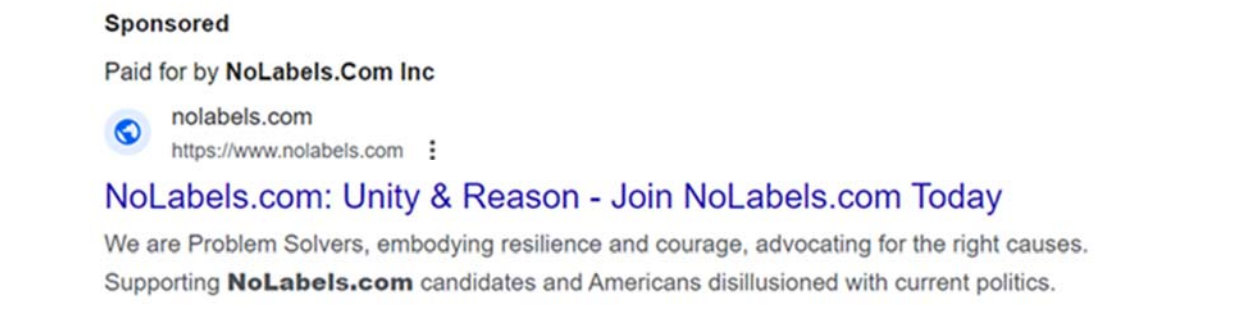 Sponsored
Paid for by NoLabels.Com Inc
nolabels.com
https://www.nolabels.com
NoLabels.com: Unity & Reason - Join NoLabels.com Today
We are Problem Solvers, embodying resilience and courage, advocating for the right causes.
Supporting NoLabels.com candidates and Americans disillusioned with current politics.